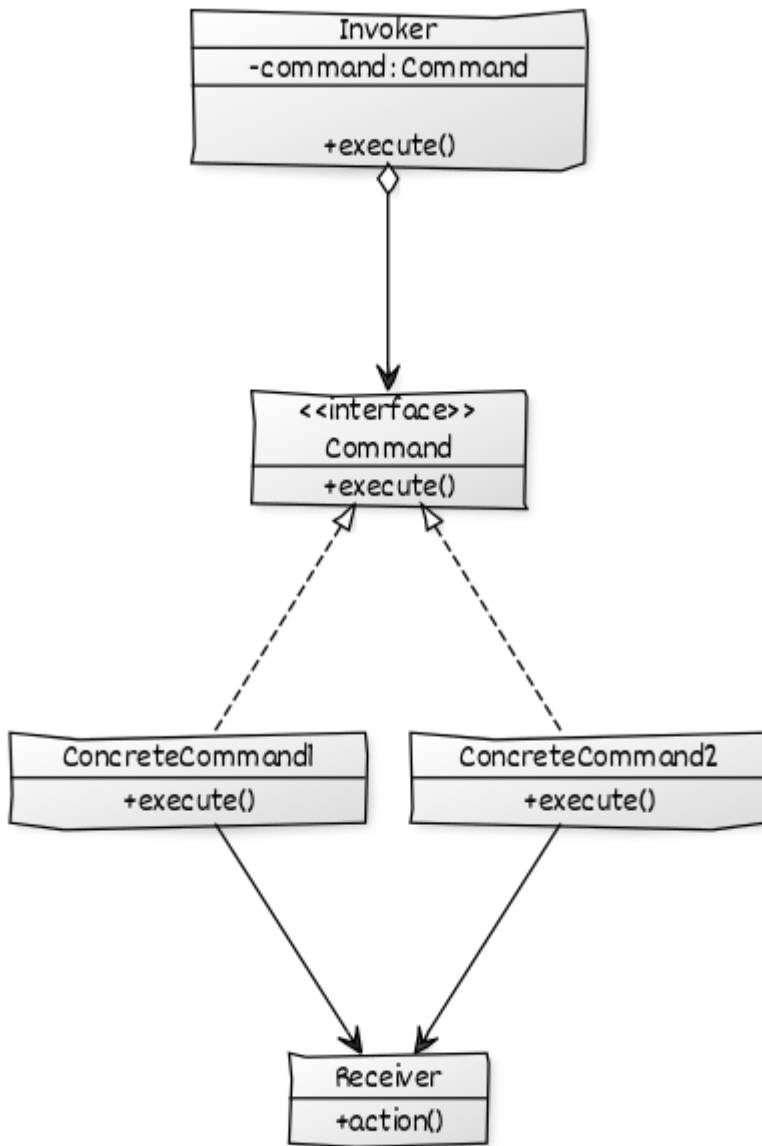 Invoker
-command:Command
+execute()
<<interface>>
Command
+execute()
ConcreteCommand1
+execute()
ConcreteCommand2
+execute()
Receiver
+action()